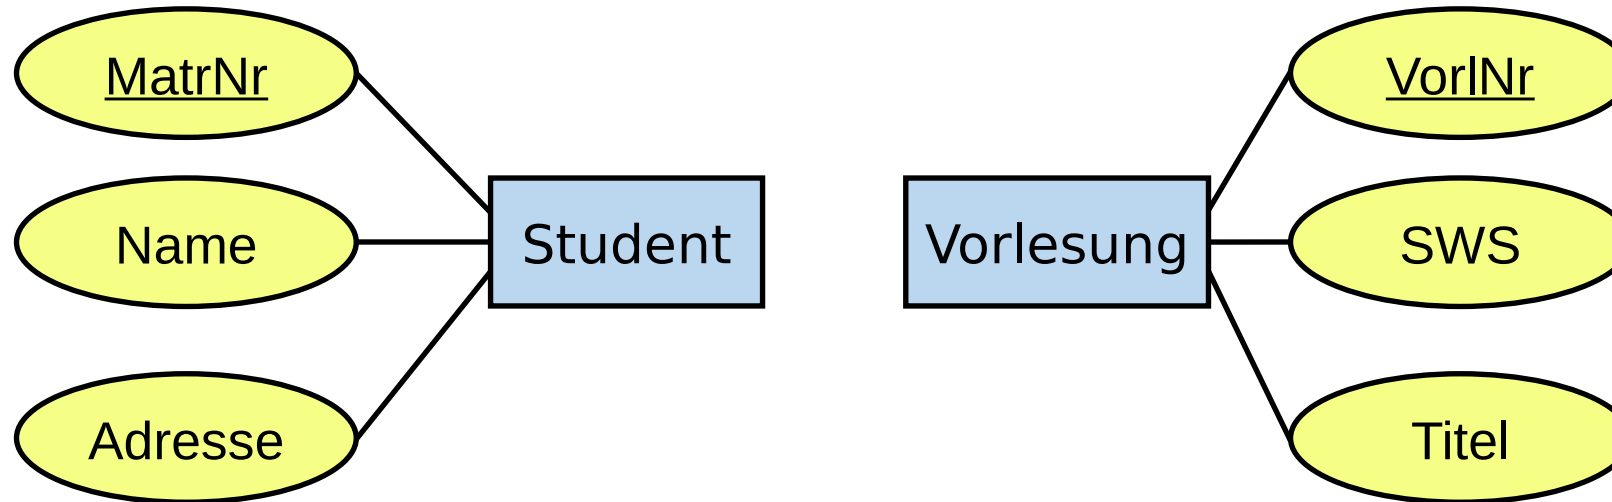 MatrNr
VorlNr
Name
Student
Vorlesung
SWS
Adresse
Titel